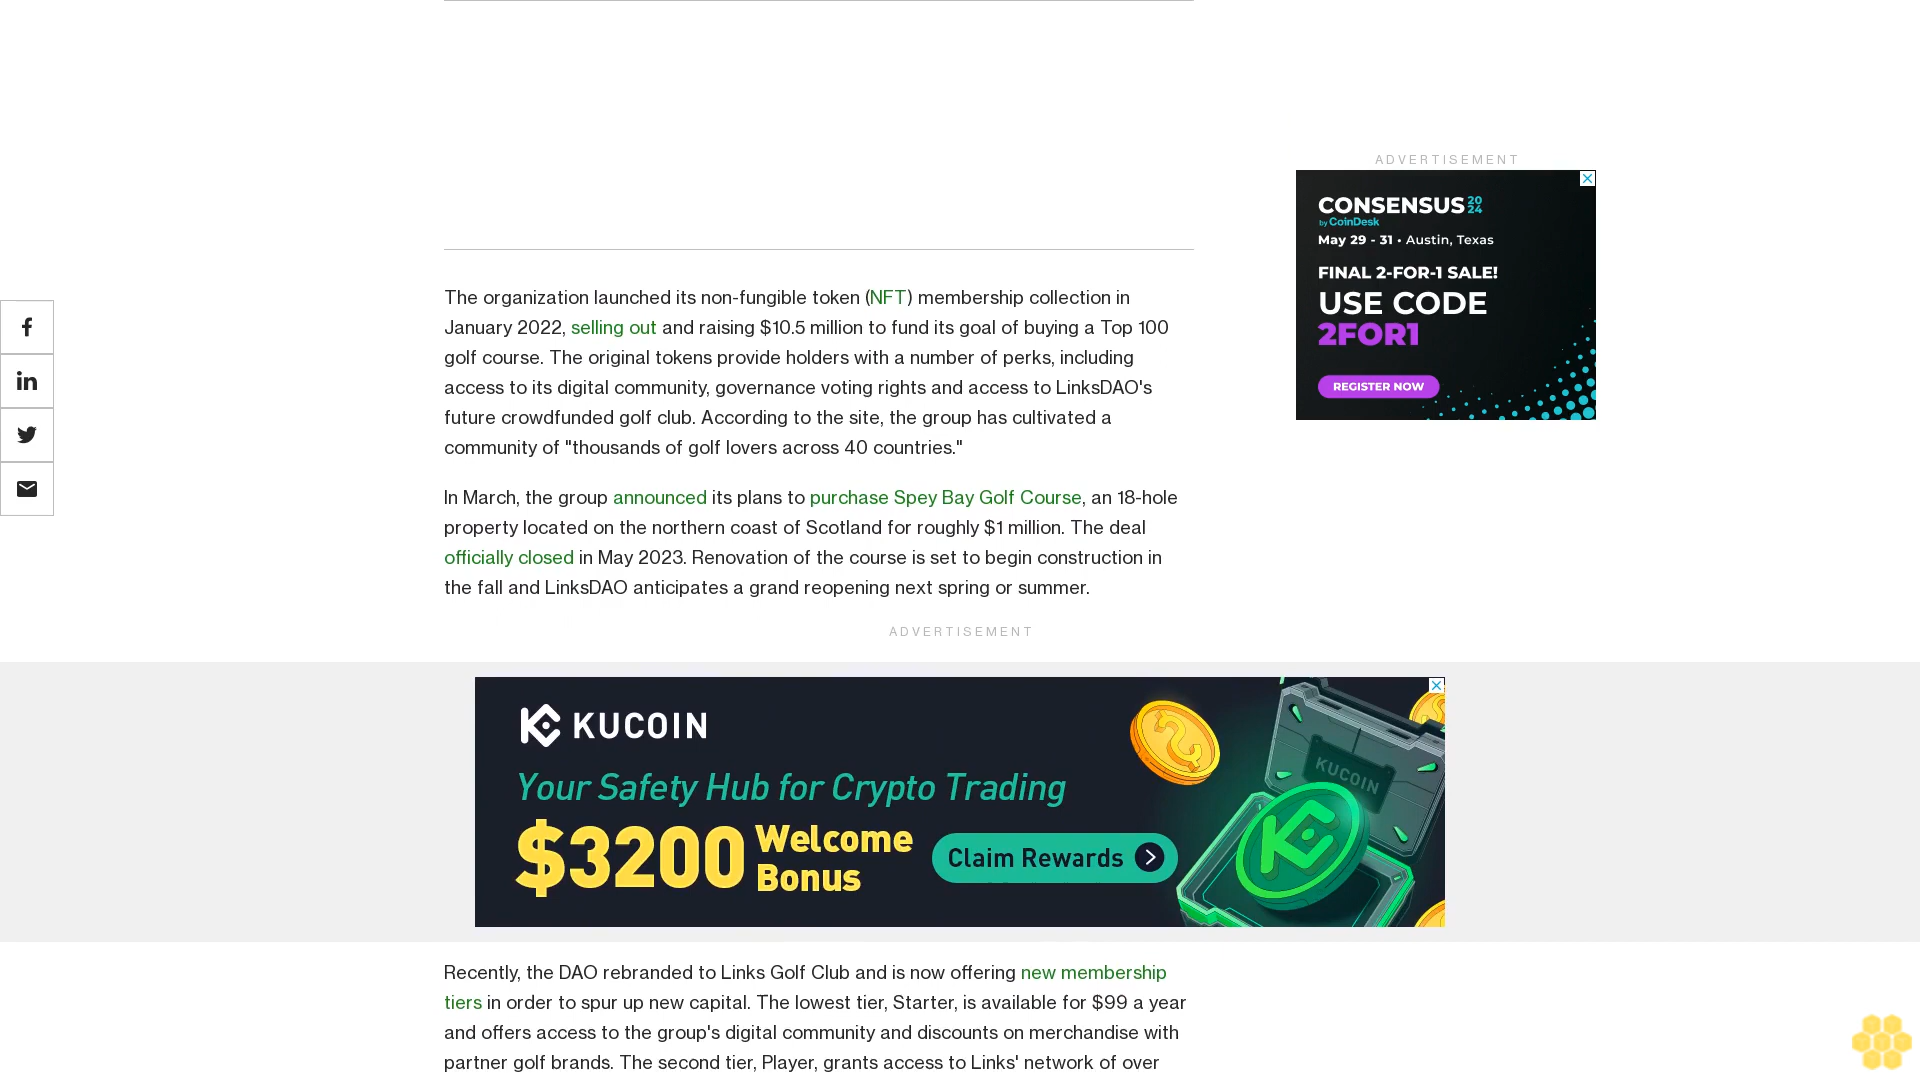 ADVERTISEMENT
CONSENSUS 20 24
by CoinDesk
May 29 - 31 • Austin, Texas
FINAL 2-FOR-1 SALE!
USE CODE
2FOR1
REGISTER NOW
The organization launched its non-fungible token (NFT) membership collection in
January 2022, selling out and raising $10.5 million to fund its goal of buying a Top 100
golf course. The original tokens provide holders with a number of perks, including
access to its digital community, governance voting rights and access to LinksDAO's
future crowdfunded golf club. According to the site, the group has cultivated a
community of "thousands of golf lovers across 40 countries."
In March, the group announced its plans to purchase Spey Bay Golf Course, an 18-hole
property located on the northern coast of Scotland for roughly $1 million. The deal
officially closed in May 2023. Renovation of the course is set to begin construction in
the fall and LinksDAO anticipates a grand reopening next spring or summer.
ADVERTISEMENT
KUCOIN
Your Safety Hub for Crypto Trading
$3200 Welcome
Bonus
Claim Rewards
KUCOIN
Recently, the DAO rebranded to Links Golf Club and is now offering new membership
tiers in order to spur up new capital. The lowest tier, Starter, is available for $99 a year
and offers access to the group's digital community and discounts on merchandise with
partner golf brands. The second tier, Player, grants access to Links' network of over